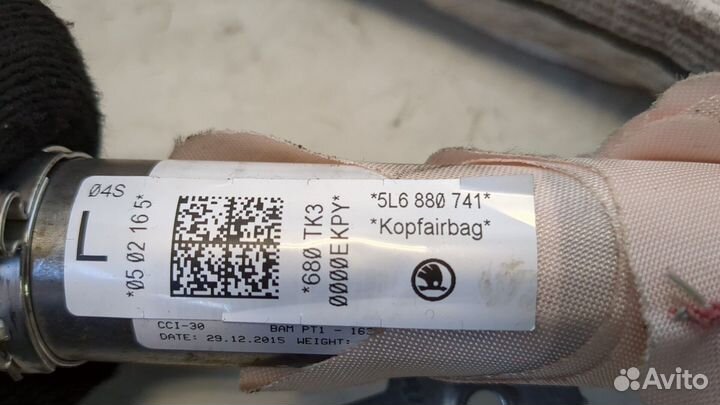 04S
L
*05 02 16 5*
*680 TK3
0000EKPY*
*5L6 880 741*
*Kopfairbag*
CCI-30 BAM PT1 - 163
DATE: 29.12.2015 WEIGHT:
Avito